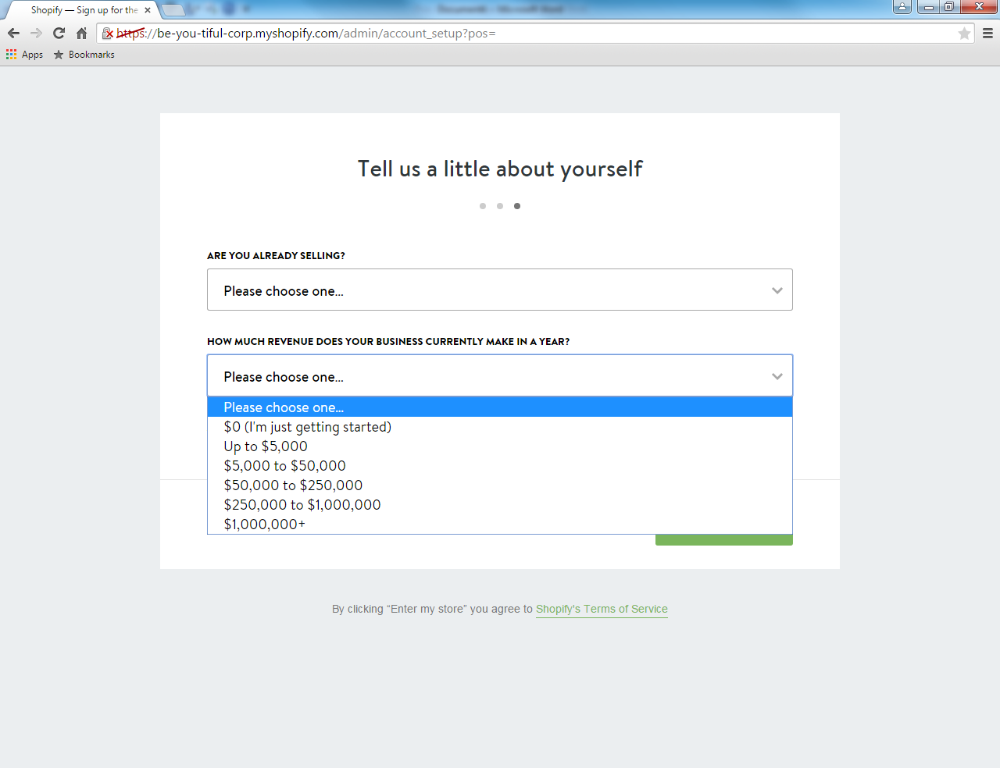 Shopify — Sign up for the
https://be-you-tiful-corp.myshopify.com/admin/account_setup?pos=
Apps
Bookmarks
Tell us a little about yourself
ARE YOU ALREADY SELLING?
Please choose one...
HOW MUCH REVENUE DOES YOUR BUSINESS CURRENTLY MAKE IN A YEAR?
Please choose one...
Please choose one...
$0 (I'm just getting started)
Up to $5,000
$5,000 to $50,000
$50,000 to $250,000
$250,000 to $1,000,000
$1,000,000+
By clicking “Enter my store” you agree to Shopify's Terms of Service